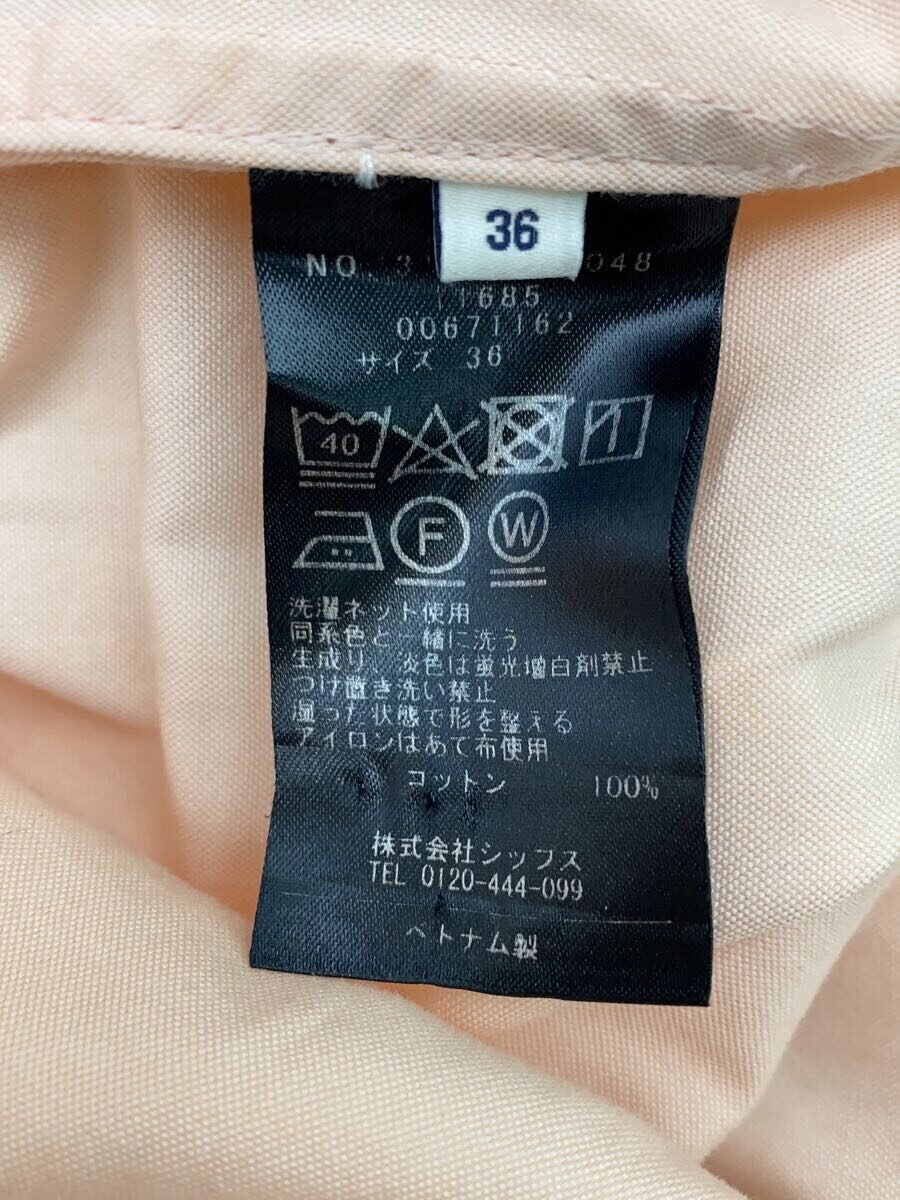 36
NO. 3 048
11685
00671162
サイズ 36
40
F W
洗濯ネット使用
同系色と一緒に洗う
生成り、淡色は蛍光増白剤禁止
つけ置き洗い禁止
湿った状態で形を整える
アイロンはあて布使用
コットン 100%
株式会社シップス
TEL 0120-444-099
ベトナム製